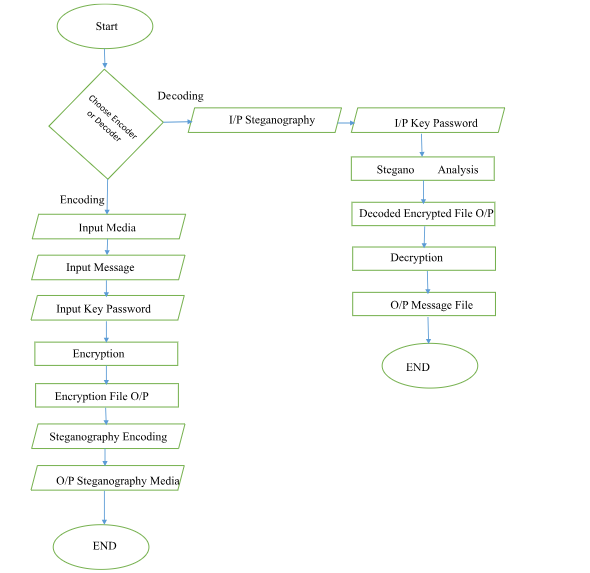 Start
Choose Encoder
or Decoder
Decoding
I/P Steganography
I/P Key Password
Stegano Analysis
Decoded Encrypted File O/P
Decryption
O/P Message File
END
Encoding
Input Media
Input Message
Input Key Password
Encryption
Encryption File O/P
Steganography Encoding
O/P Steganography Media
END